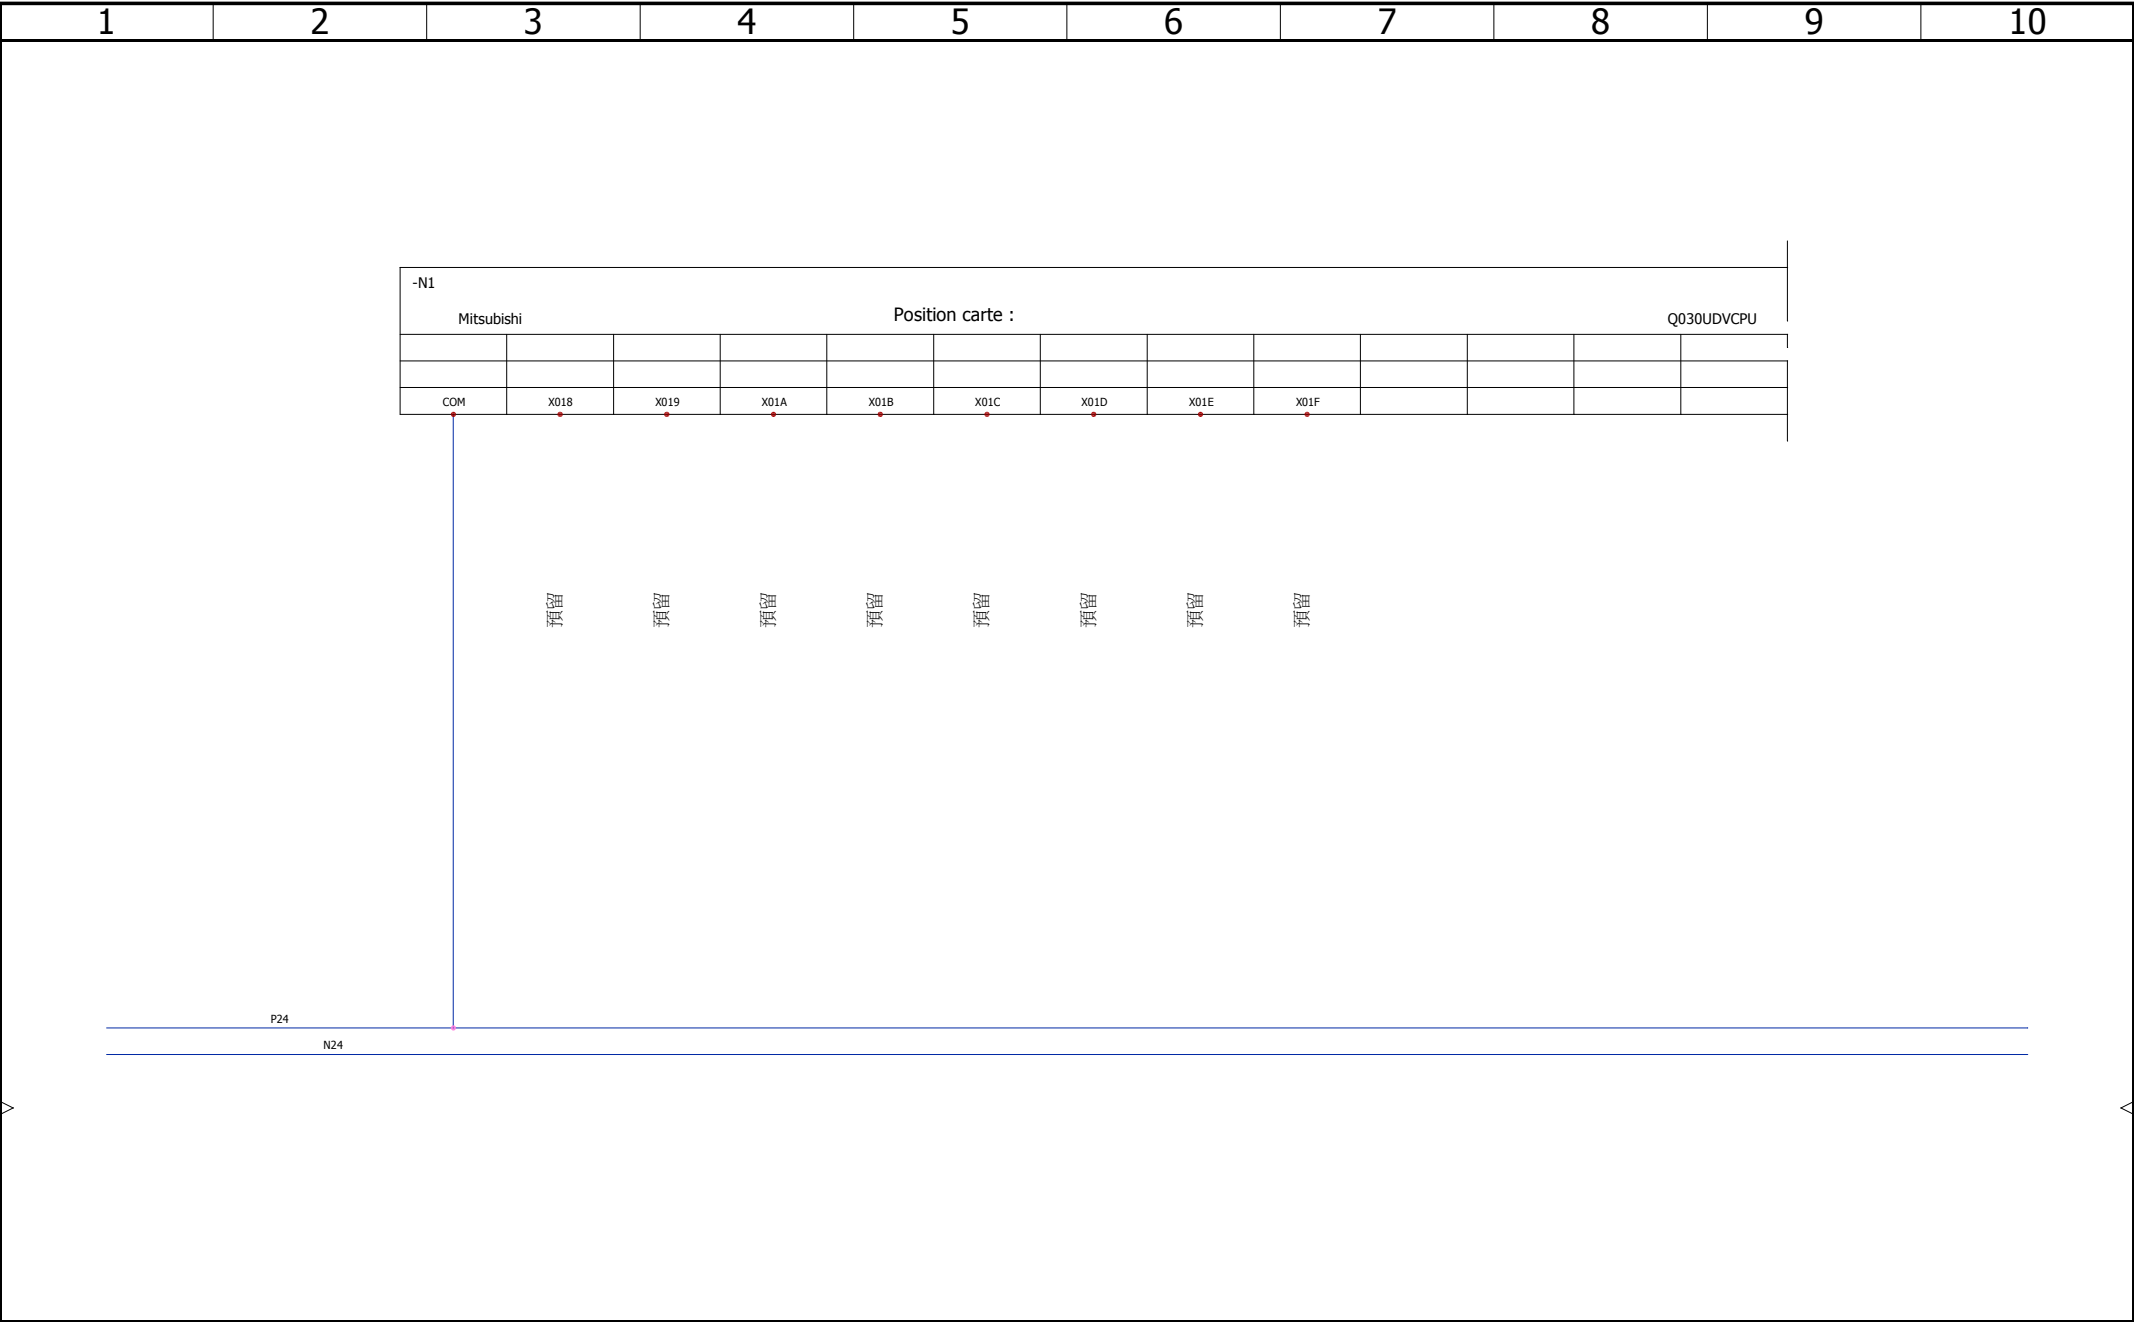 1 2 3 4 5 6 7 8 9 10
-N1
Mitsubishi Position carte : Q030UDVCPU
COM X018 X019 X01A X01B X01C X01D X01E X01F
預留 預留 預留 預留 預留 預留 預留 預留
P24
N24